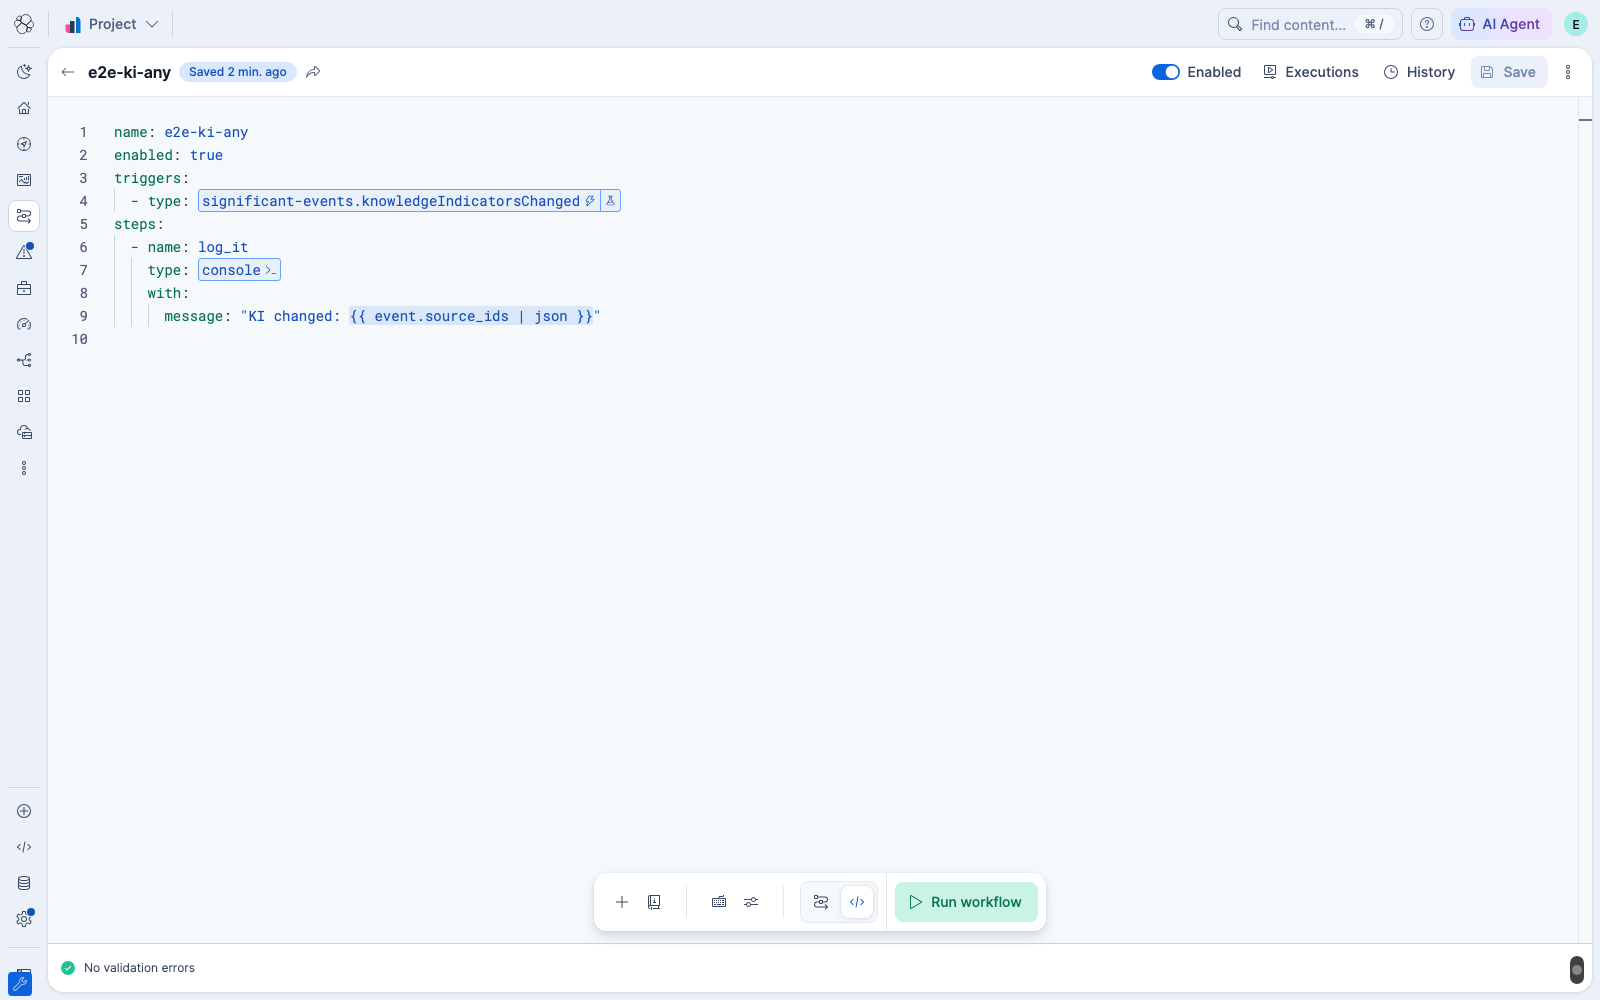 Project
Find content... ⌘ /
AI Agent
E
e2e-ki-any
Saved 2 min. ago
Enabled
Executions
History
Save
1 name: e2e-ki-any
2 enabled: true
3 triggers:
4 - type: significant-events.knowledgeIndicatorsChanged
5 steps:
6 - name: log_it
7 type: console
8 with:
9 message: "KI changed: {{ event.source_ids | json }}"
10
Run workflow
No validation errors